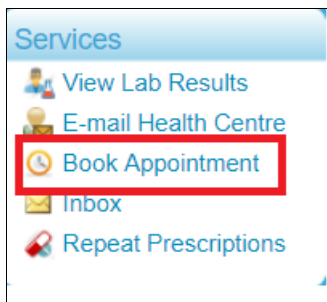 Services
View Lab Results
E-mail Health Centre
Book Appointment
Inbox
Repeat Prescriptions